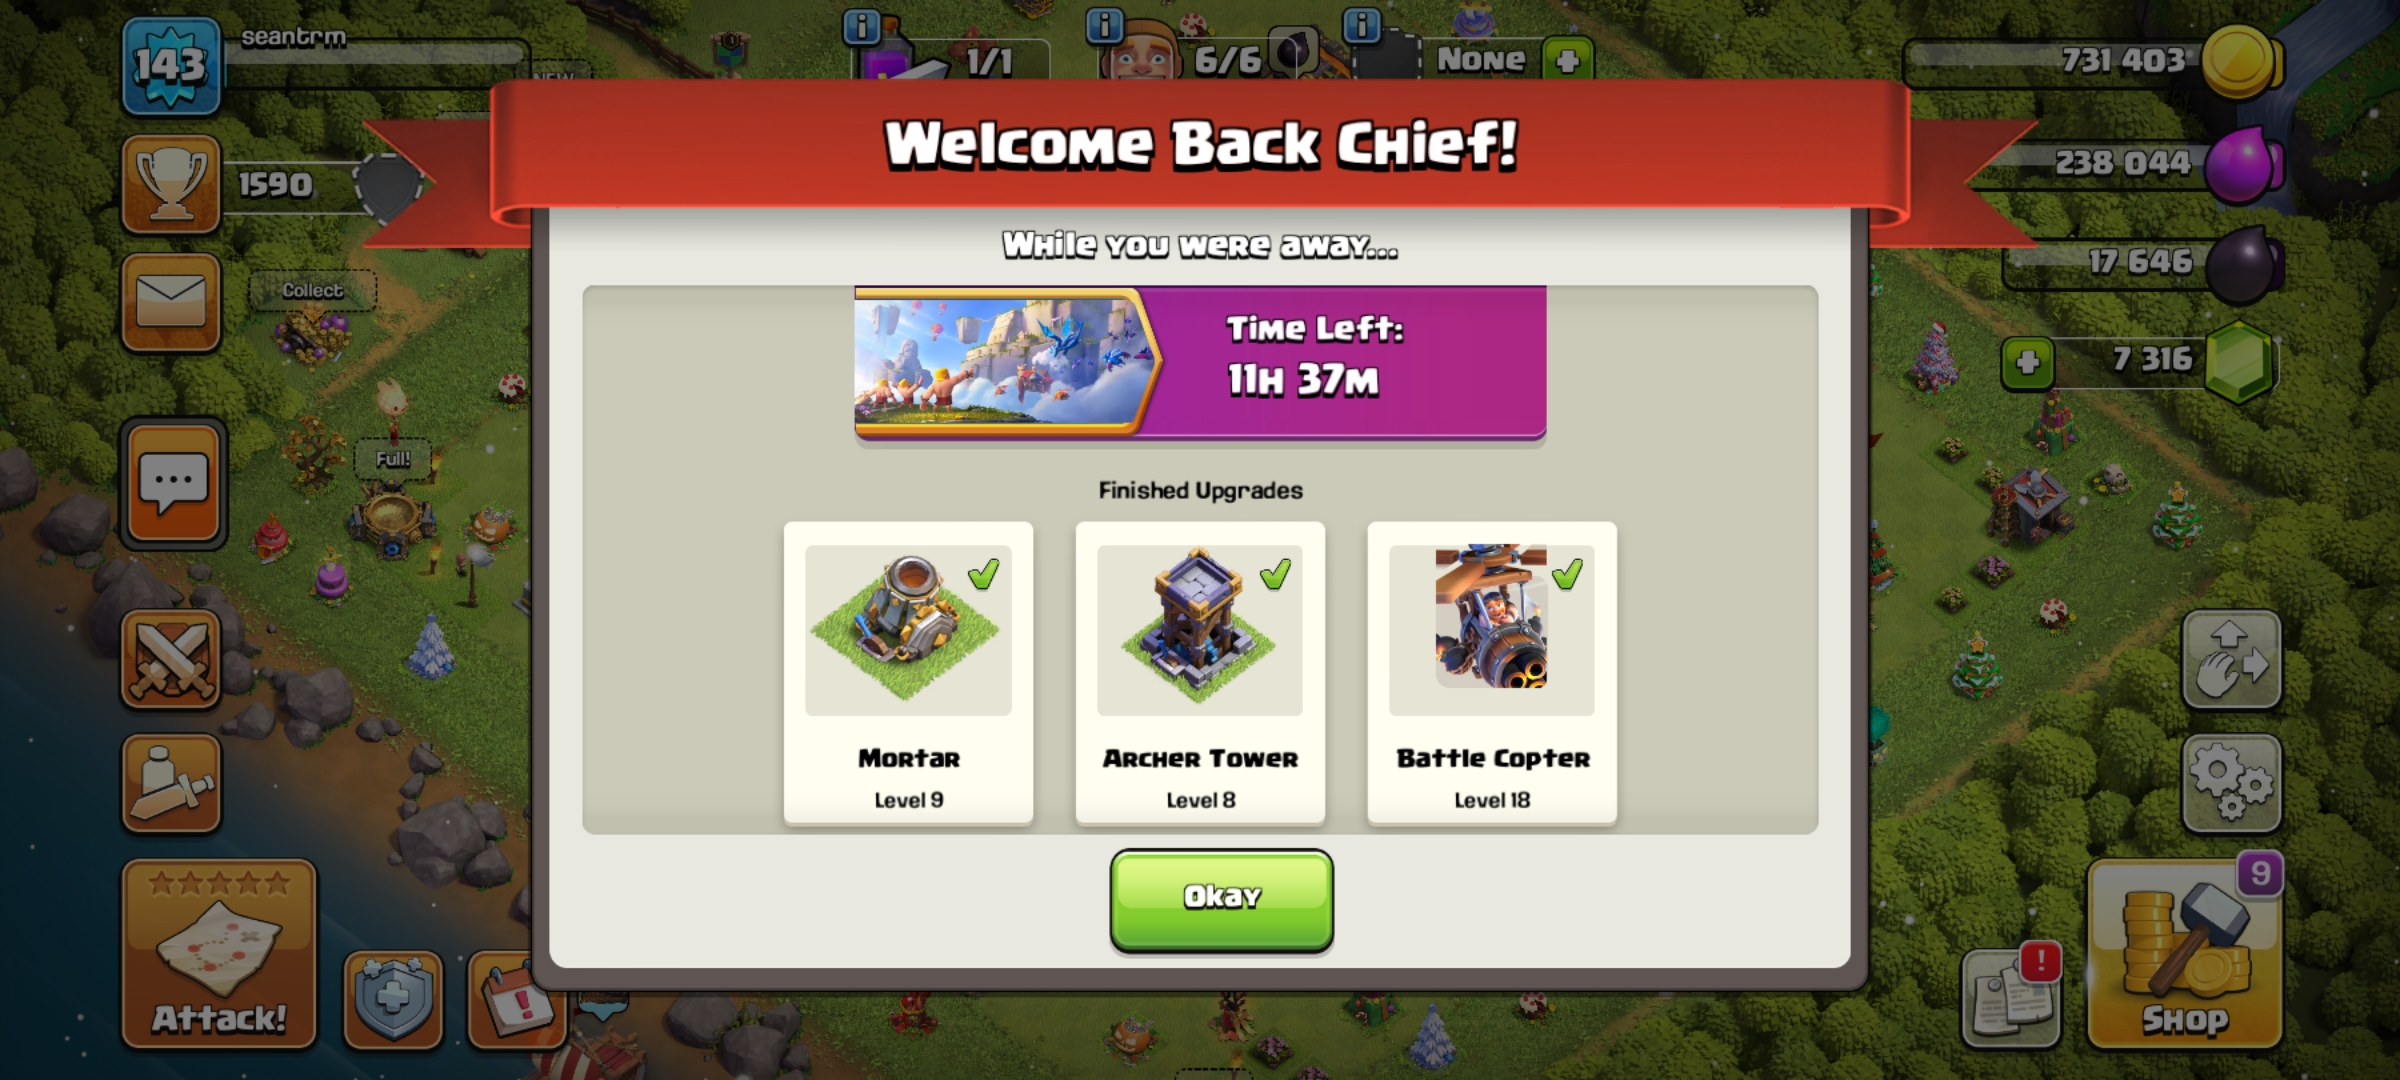 143
seantrm
1/1
6/6
None
731 403
NEW
Welcome Back Chief!
1590
238 044
While you were away...
17 646
Collect
Time Left:
11H 37M
7 316
Full!
Finished Upgrades
Mortar
Level 9
Archer Tower
Level 8
Battle Copter
Level 18
Okay
9
!
Attack!
Shop